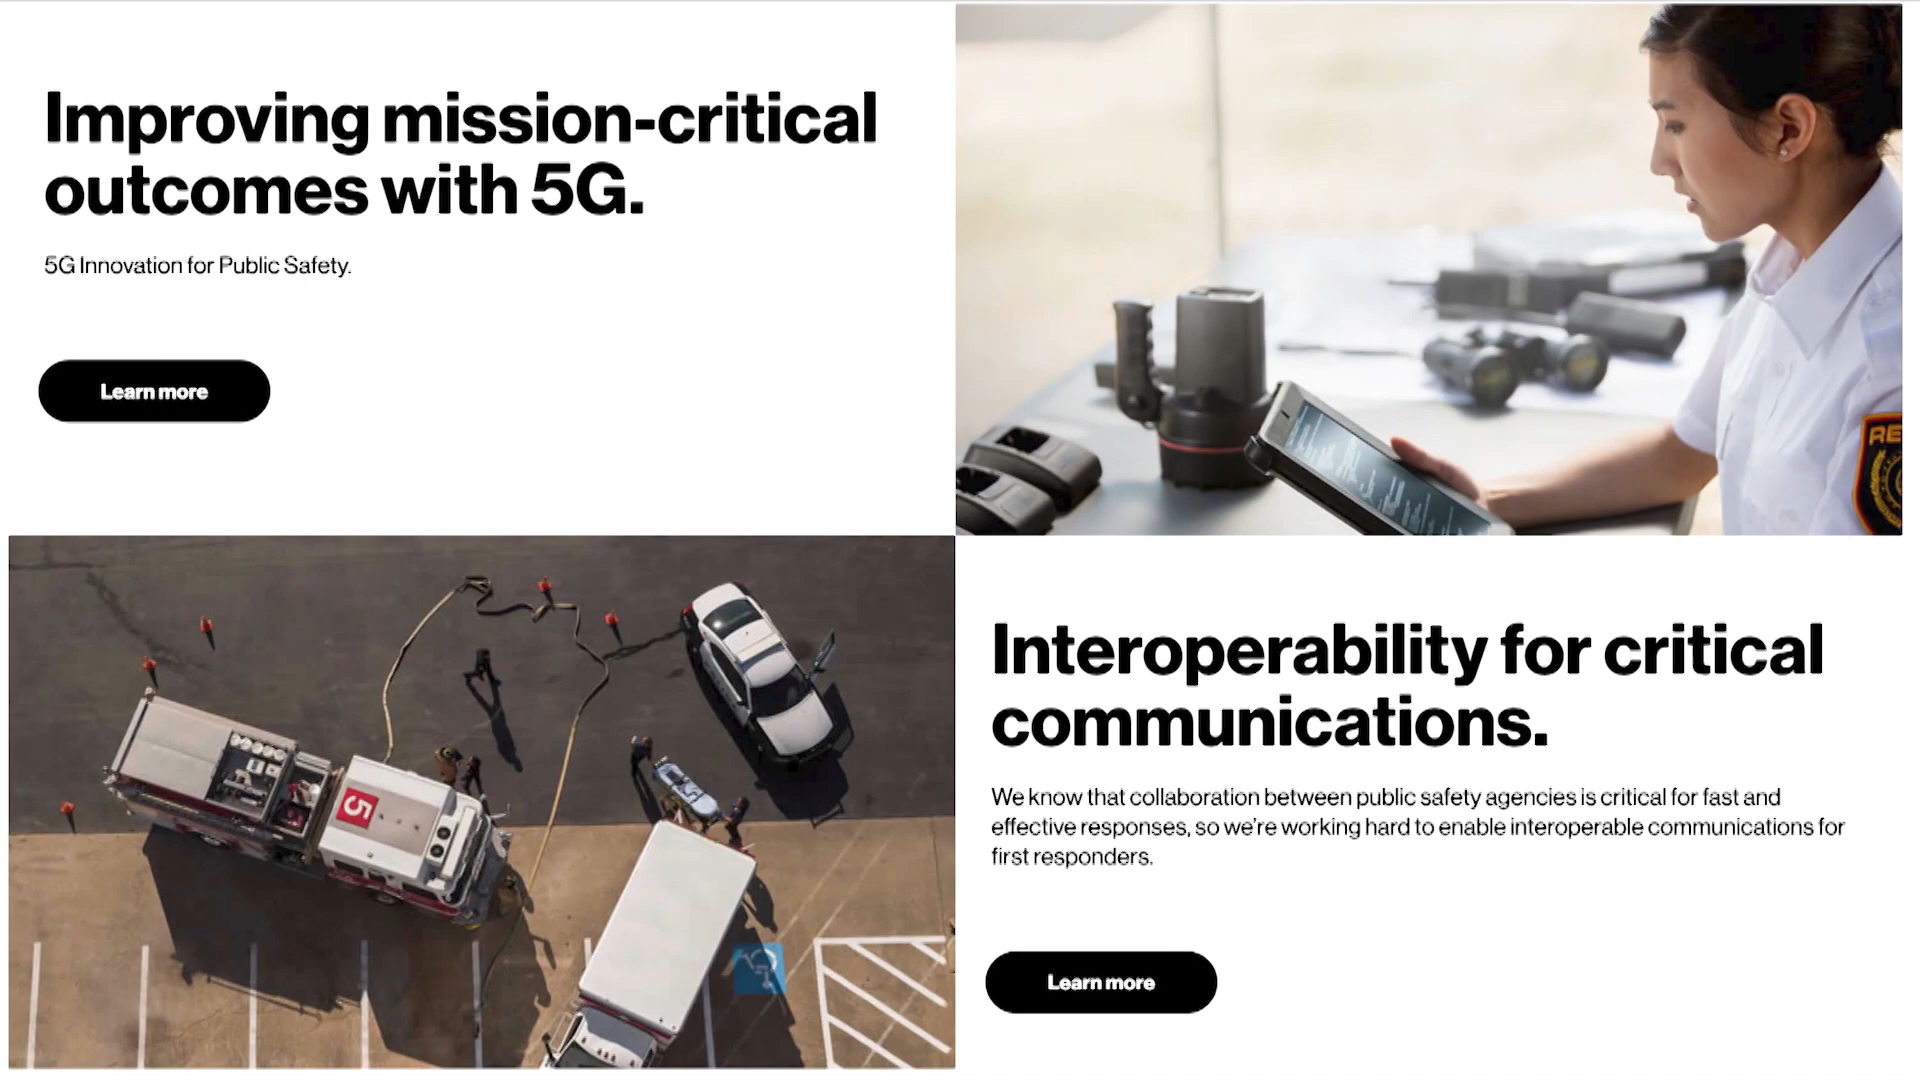 Improving mission-critical
outcomes with 5G.
5G Innovation for Public Safety.
Learn more
RE
5
Interoperability for critical
communications.
We know that collaboration between public safety agencies is critical for fast and
effective responses, so we're working hard to enable interoperable communications for
first responders.
Learn more